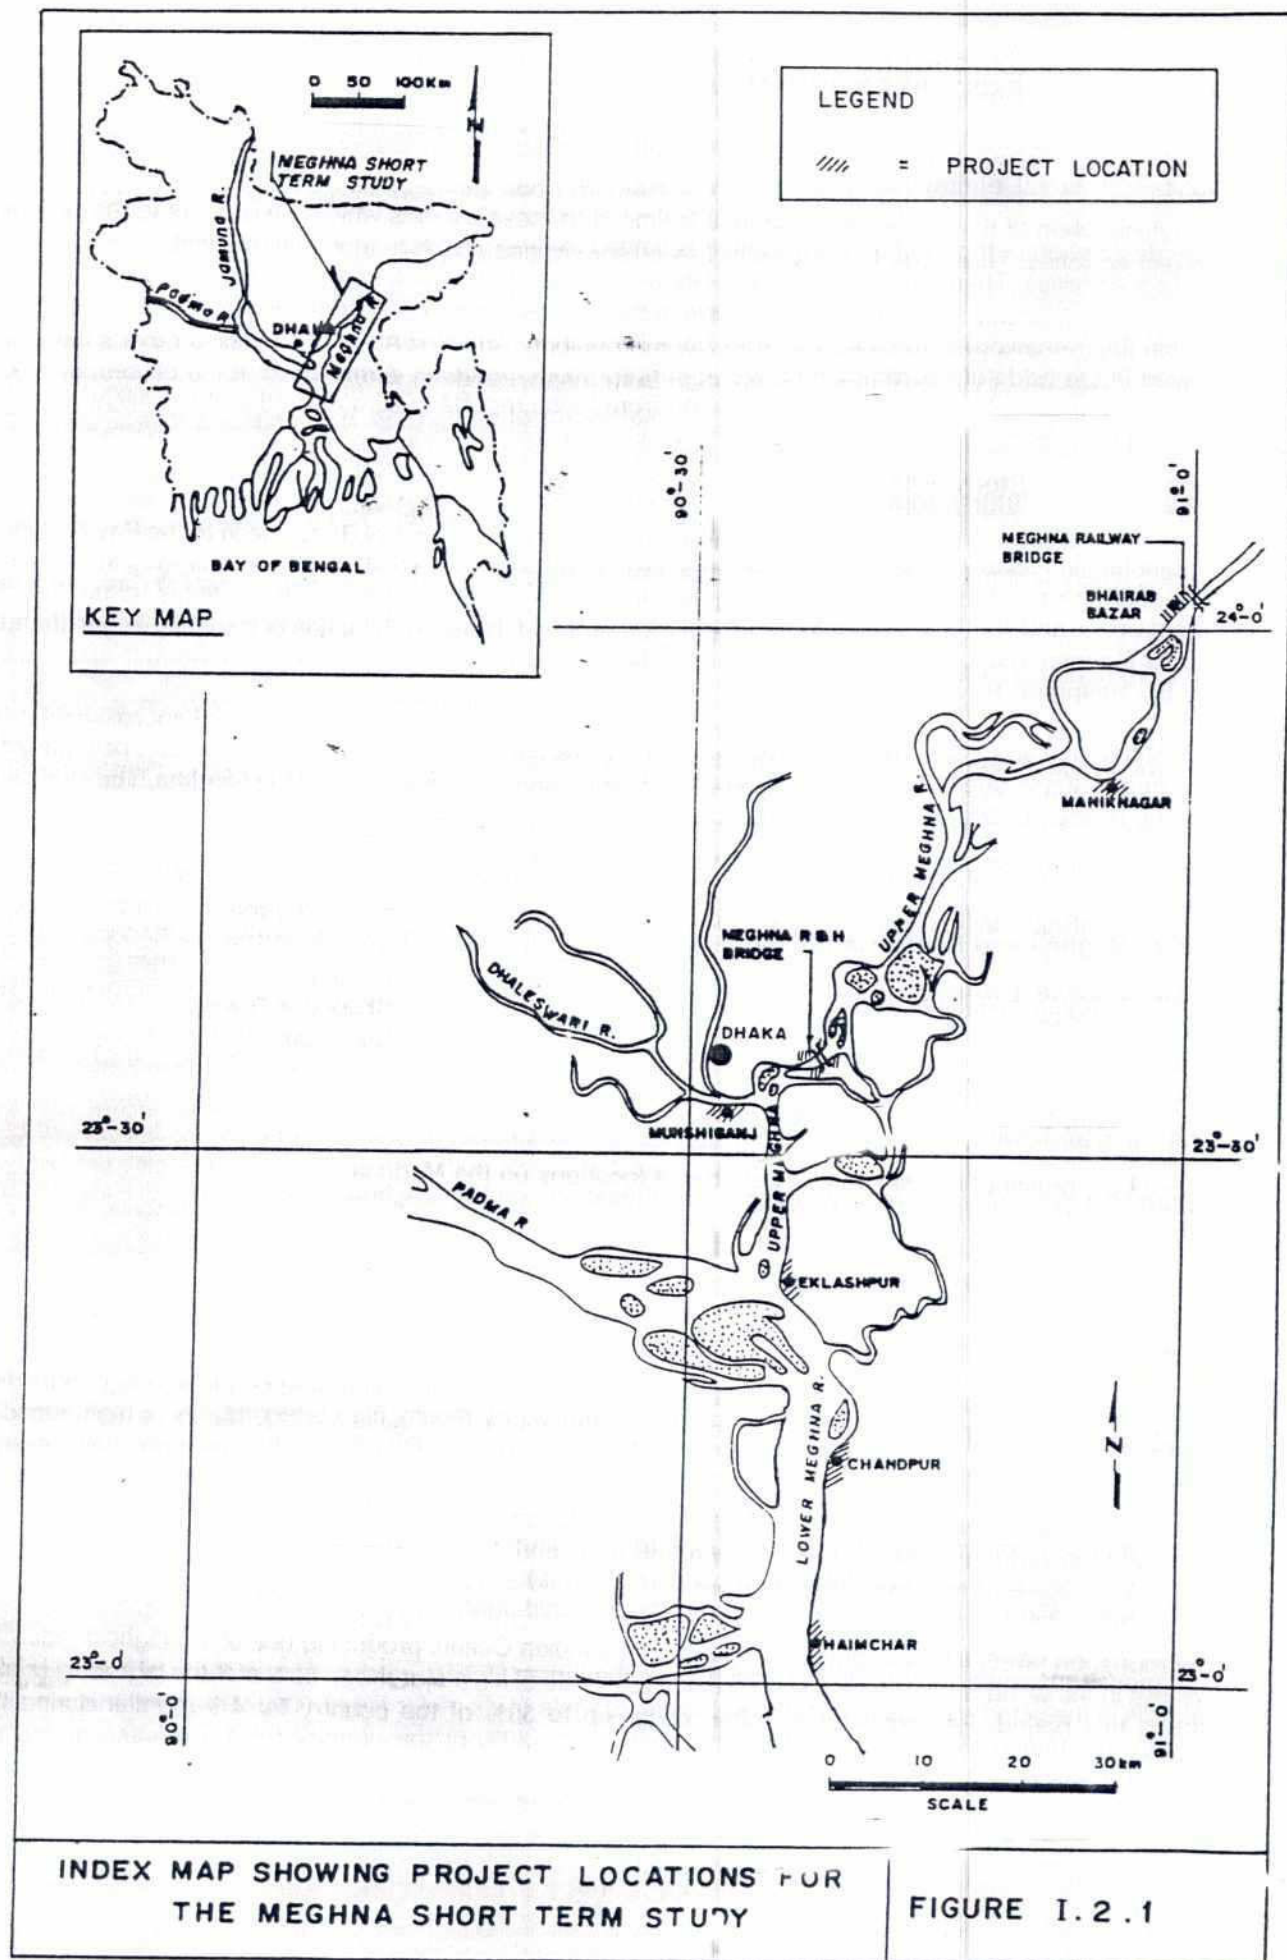 0 50 100Km
N
MEGHNA SHORT
TERM STUDY
Jamuna R.
Padma R
DHAKA
Meghna R.
BAY OF BENGAL
KEY MAP
LEGEND
= PROJECT LOCATION
90°-30'
91°-0'
MEGHNA RAILWAY
BRIDGE
BHAIRAB
BAZAR
24°-0'
MANIKNAGAR
UPPER MEGHNA R.
MEGHNA R & H
BRIDGE
DHALESWARI R.
DHAKA
23°-30'
MUNSHIGANJ
23°-30'
UPPER MEGHNA
PADMA R
EKLASHPUR
LOWER MEGHNA R.
CHANDPUR
N
HAIMCHAR
23°-0'
23°-0'
90°-0'
91°-0'
0 10 20 30km
SCALE
INDEX MAP SHOWING PROJECT LOCATIONS FOR
THE MEGHNA SHORT TERM STUDY
FIGURE I.2.1